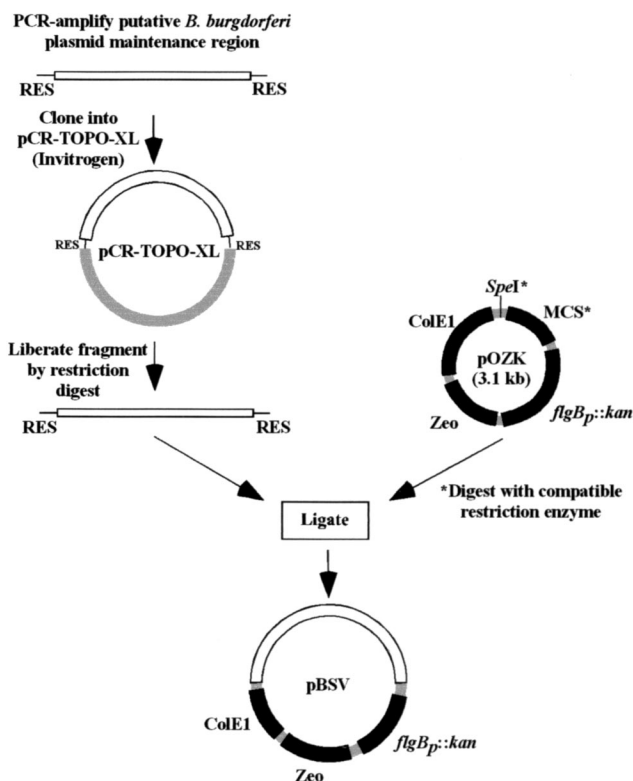 PCR-amplify putative B. burgdorferi
plasmid maintenance region
RES RES
Clone into
pCR-TOPO-XL
(Invitrogen)
RES pCR-TOPO-XL RES
Liberate fragment
by restriction
digest
RES RES
SpeI*
ColE1 MCS*
pOZK
(3.1 kb)
Zeo flgBp::kan
*Digest with compatible
restriction enzyme
Ligate
pBSV
ColE1 flgBp::kan
Zeo